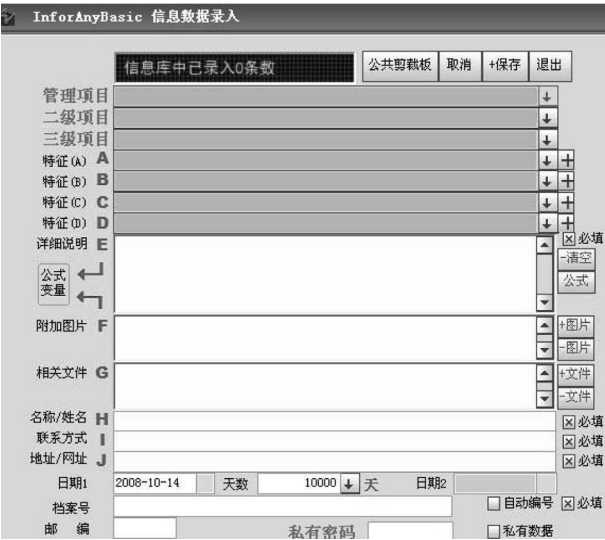 InforAnyBasic 信息数据录入
信息库中已录入0条数 公共剪裁板 取消 +保存 退出
管理项目
二级项目
三级项目
特征(A) A
特征(B) B
特征(C) C
特征(D) D
详细说明 E 必填
-清空
公式
变量
公式
附加图片 F +图片
-图片
相关文件 G +文件
-文件
名称/姓名 H 必填
联系方式 I 必填
地址/网址 J 必填
日期1 2008-10-14 天数 10000 天 日期2
档案号 自动编号 必填
邮 编 私有密码 私有数据